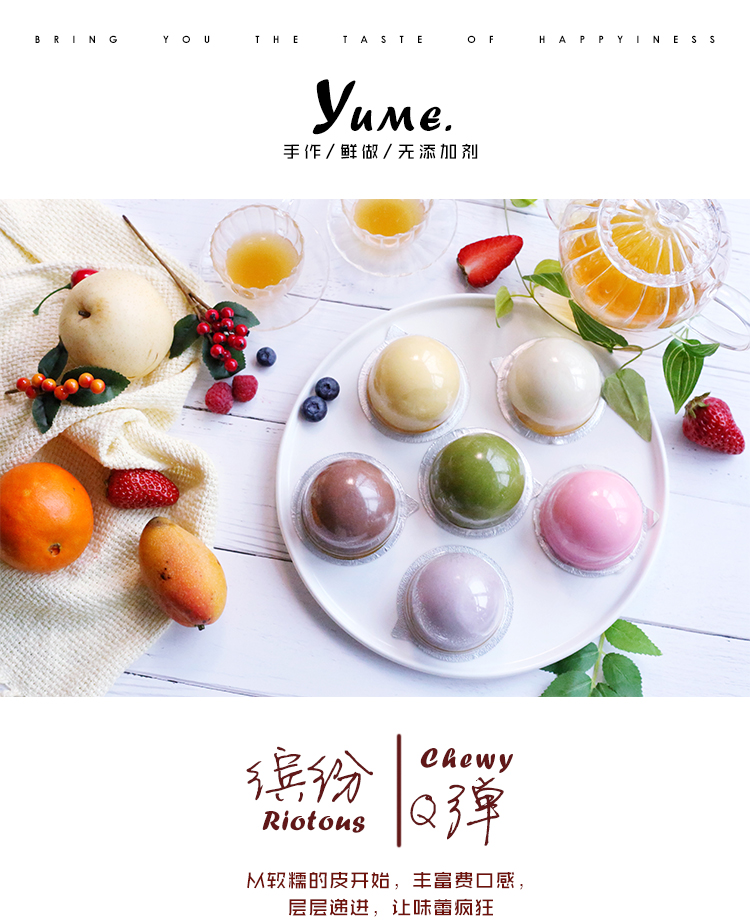 BRING YOU THE TASTE OF HAPPYINESS
Yume.
手作/鲜做/无添加剂
缤纷
Riotous
Chewy
Q弹
从软糯的皮开始，丰富费口感，
层层递进，让味蕾疯狂